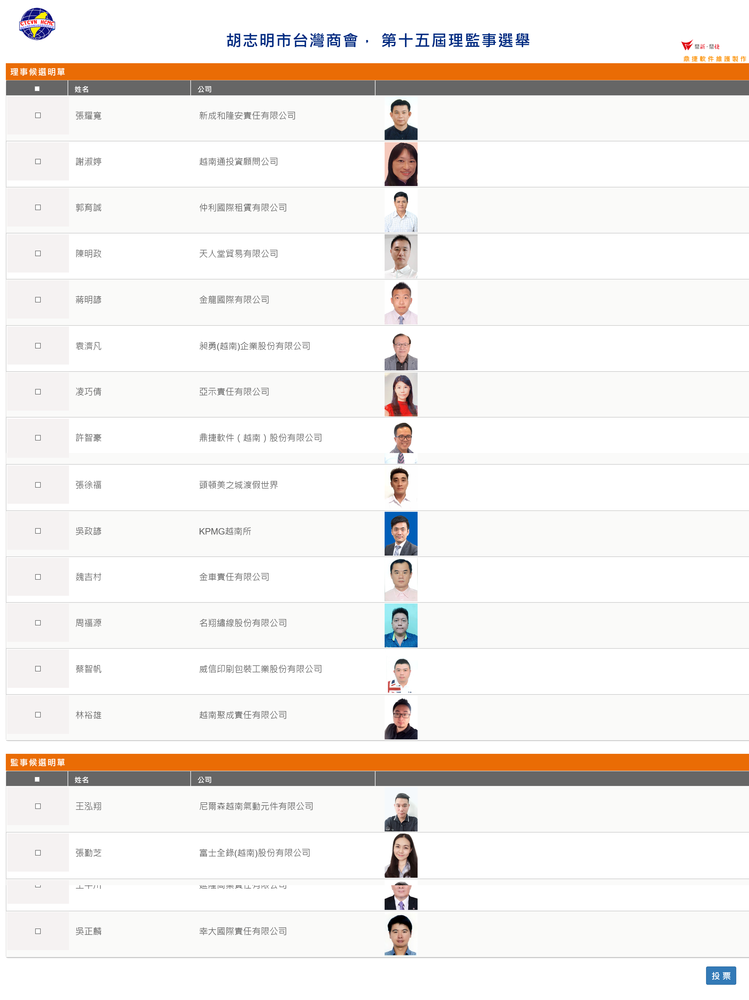 CTCVN HCMC
胡志明市台灣商會， 第十五屆理監事選舉
鼎新·鼎捷
鼎捷軟件維護製作
理事候選明單
姓名 公司
張耀寬 新成和隆安責任有限公司
謝淑婷 越南通投資顧問公司
郭育誠 仲利國際租賃有限公司
陳明政 天人堂貿易有限公司
蔣明諺 金龍國際有限公司
袁濟凡 昶勇(越南)企業股份有限公司
凌巧倩 亞示責任有限公司
許智豪 鼎捷軟件（越南）股份有限公司
張徐福 頭頓美之城渡假世界
吳政諺 KPMG越南所
魏吉村 金車責任有限公司
周福源 名翔繡線股份有限公司
蔡智帆 威信印刷包裝工業股份有限公司
林裕雄 越南聚成責任有限公司
監事候選明單
姓名 公司
王泓翔 尼爾森越南氣動元件有限公司
張勤芝 富士全錄(越南)股份有限公司
責任有限公司
吳正麟 幸大國際責任有限公司
投票